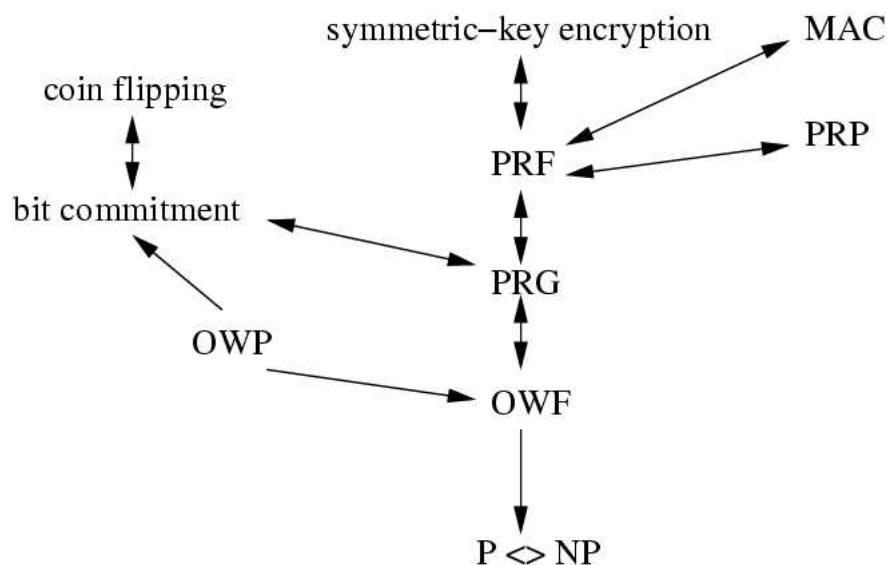 symmetric–key encryption
MAC
coin flipping
PRP
PRF
bit commitment
PRG
OWP
OWF
P <> NP